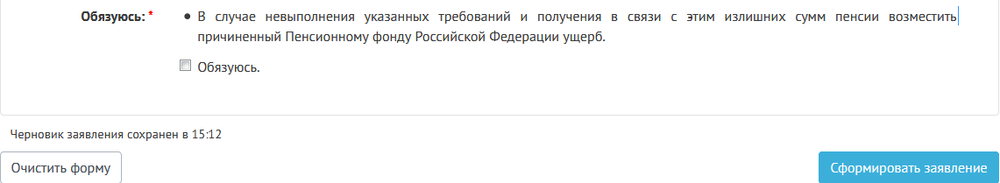 Обязуюсь: * • В случае невыполнения указанных требований и получения в связи с этим излишних сумм пенсии возместить
причиненный Пенсионному фонду Российской Федерации ущерб.
Обязуюсь.
Черновик заявления сохранен в 15:12
Очистить форму Сформировать заявление